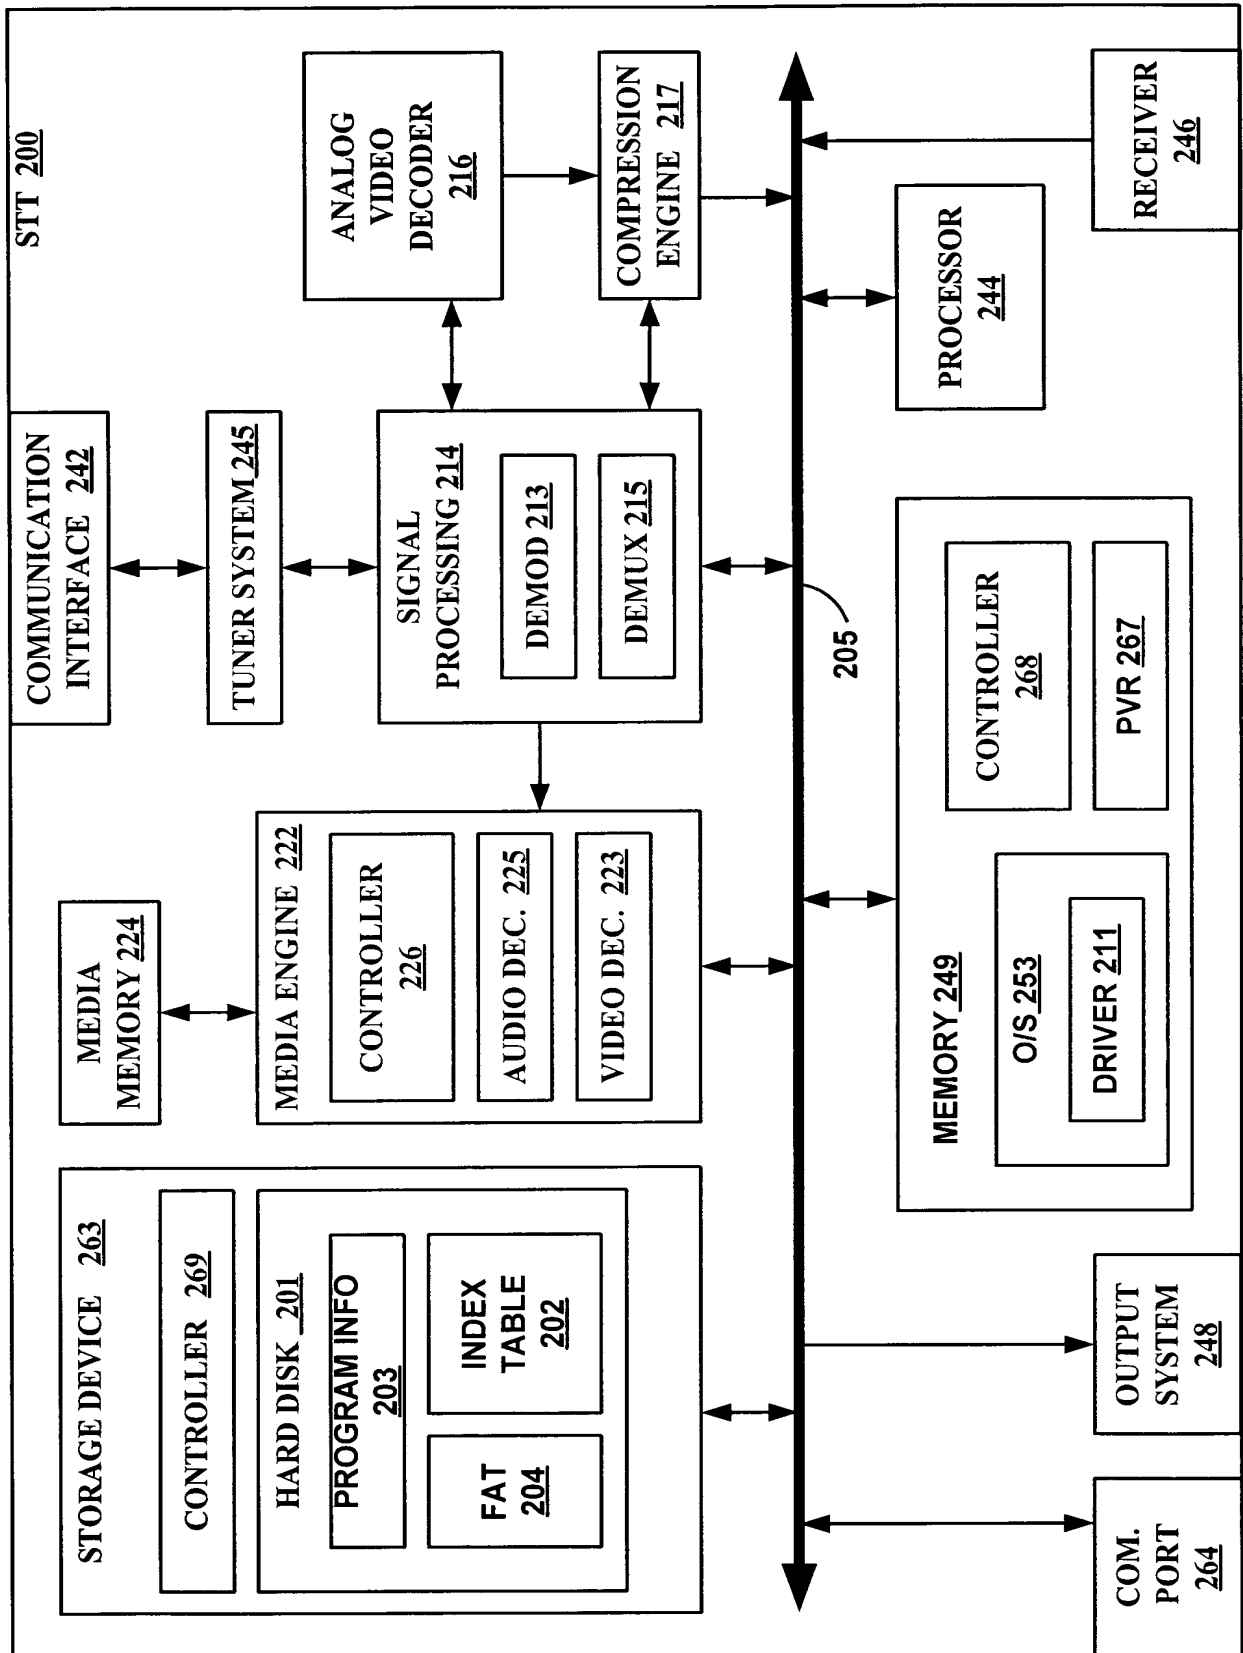 STT 200
COMMUNICATION
INTERFACE 242
TUNER SYSTEM 245
SIGNAL
PROCESSING 214
DEMOD 213
DEMUX 215
ANALOG
VIDEO
DECODER
216
COMPRESSION
ENGINE 217
MEDIA
MEMORY 224
MEDIA ENGINE 222
CONTROLLER
226
AUDIO DEC. 225
VIDEO DEC. 223
STORAGE DEVICE 263
CONTROLLER 269
HARD DISK 201
PROGRAM INFO
203
FAT
204
INDEX
TABLE
202
205
COM.
PORT
264
OUTPUT
SYSTEM
248
MEMORY 249
O/S 253
DRIVER 211
CONTROLLER
268
PVR 267
PROCESSOR
244
RECEIVER
246